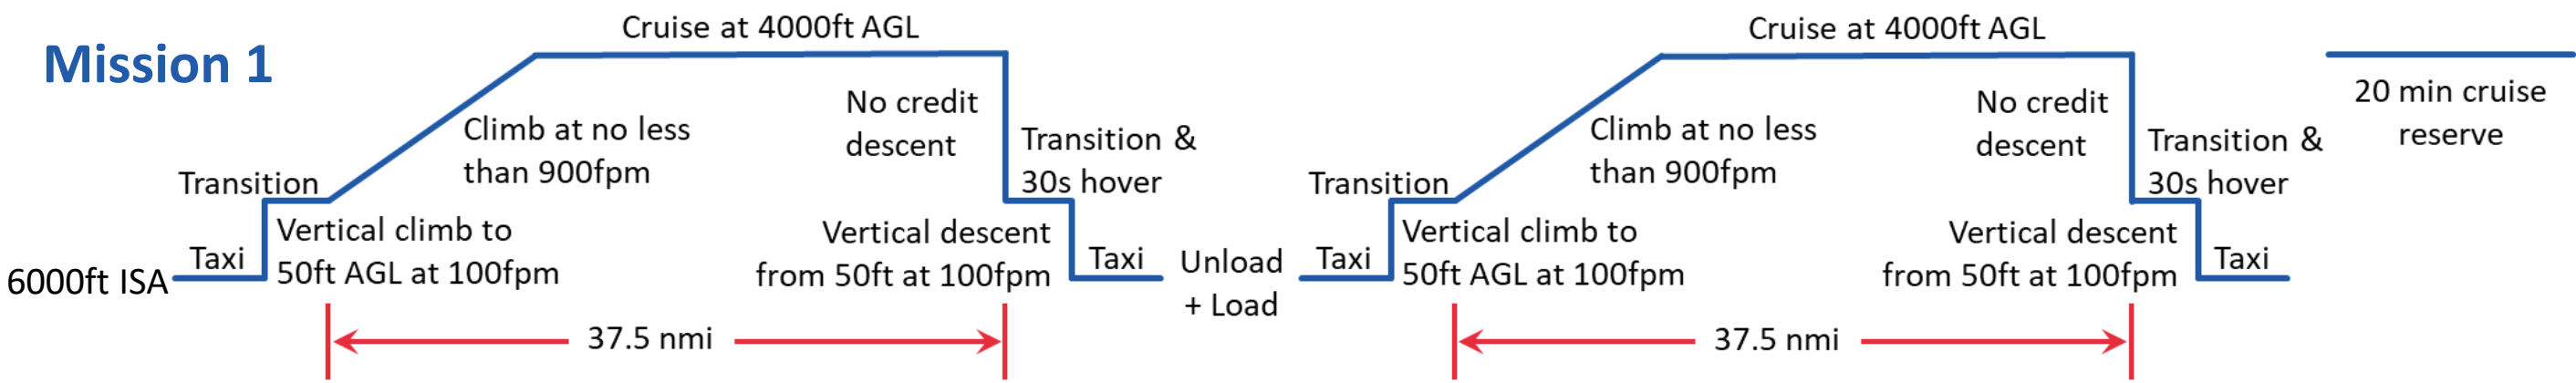 Mission 1
Cruise at 4000ft AGL
No credit
descent
Climb at no less
than 900fpm
Transition &
30s hover
Transition
Vertical climb to
50ft AGL at 100fpm
Vertical descent
from 50ft at 100fpm
Taxi
6000ft ISA
Taxi
Unload
+ Load
37.5 nmi
Cruise at 4000ft AGL
No credit
descent
Climb at no less
than 900fpm
Transition &
30s hover
Transition
Vertical climb to
50ft AGL at 100fpm
Vertical descent
from 50ft at 100fpm
Taxi
Taxi
37.5 nmi
20 min cruise
reserve